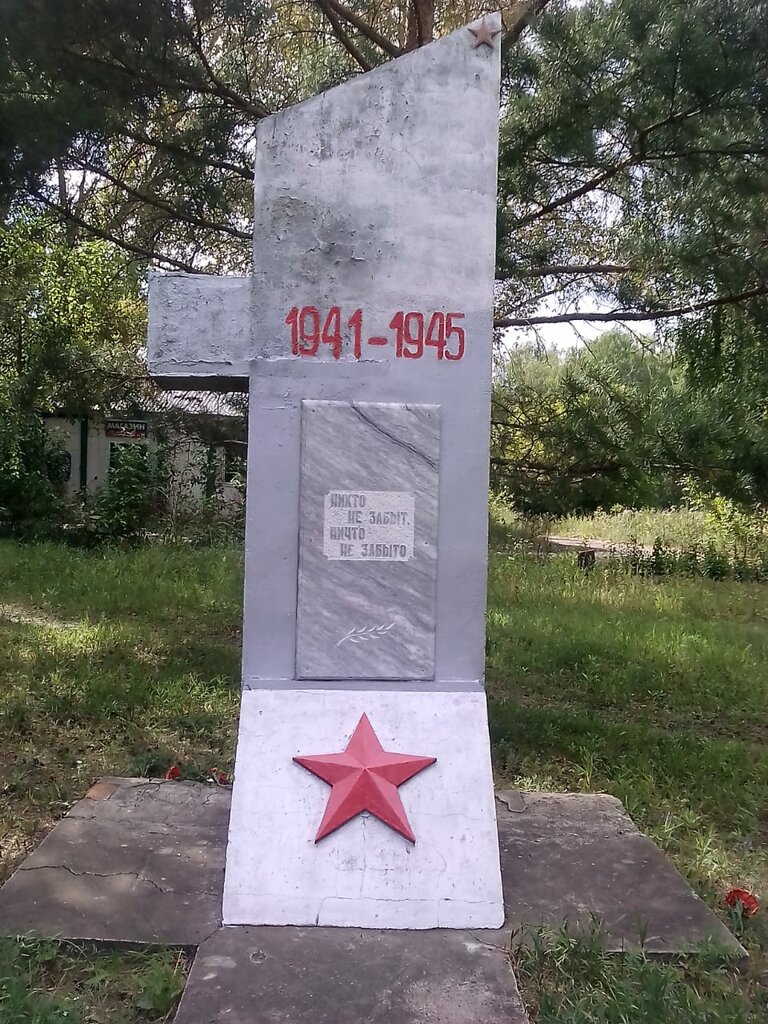 МАГАЗИН
1941-1945
НИКТО
НЕ ЗАБЫТ,
НИЧТО
НЕ ЗАБЫТО